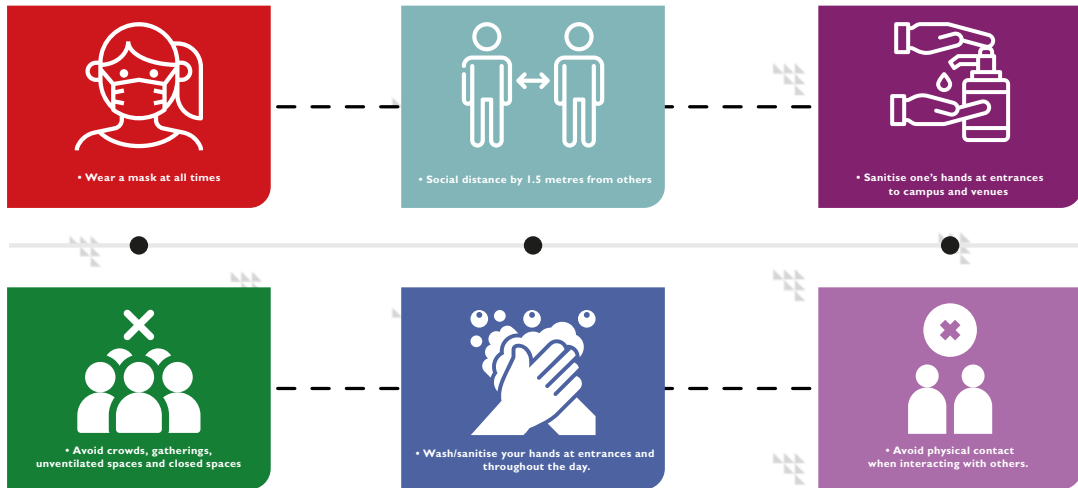 • Wear a mask at all times
• Social distance by 1.5 metres from others
• Sanitise one's hands at entrances
to campus and venues
• Avoid crowds, gatherings,
unventilated spaces and closed spaces
• Wash/sanitise your hands at entrances and
throughout the day.
• Avoid physical contact
when interacting with others.